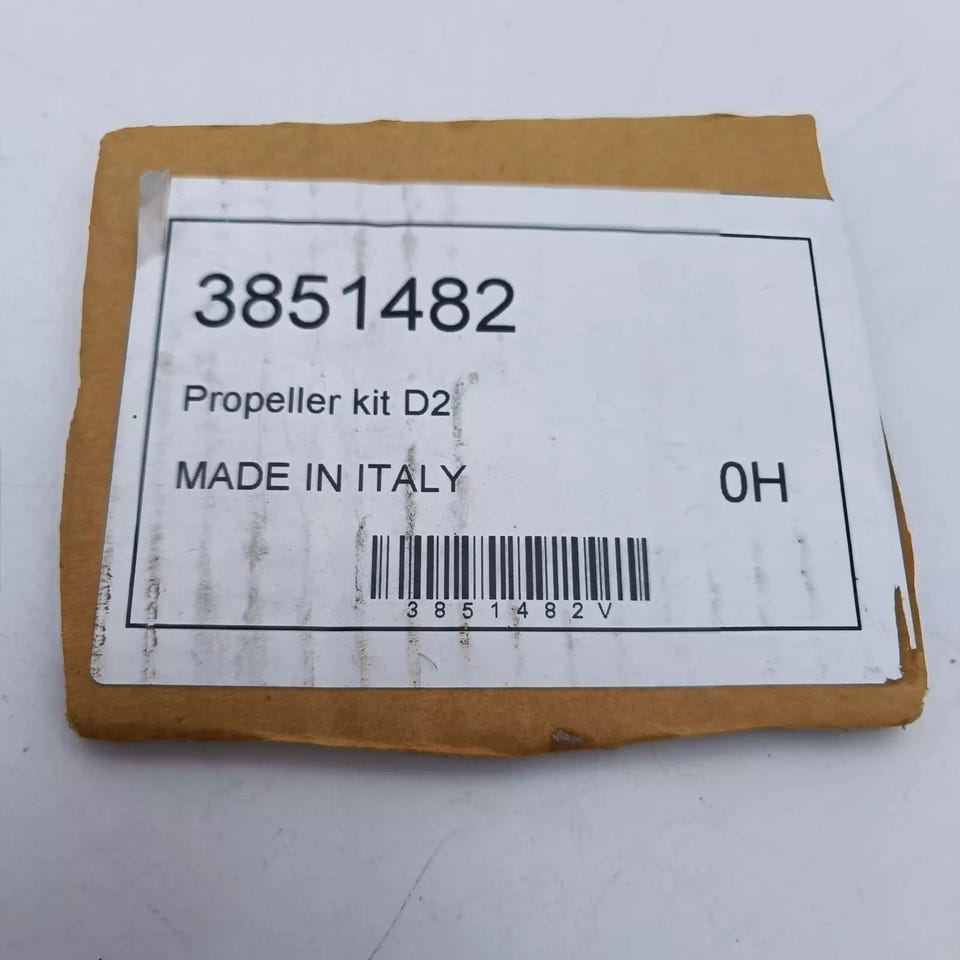 3851482
Propeller kit D2
MADE IN ITALY
0H
3851482V